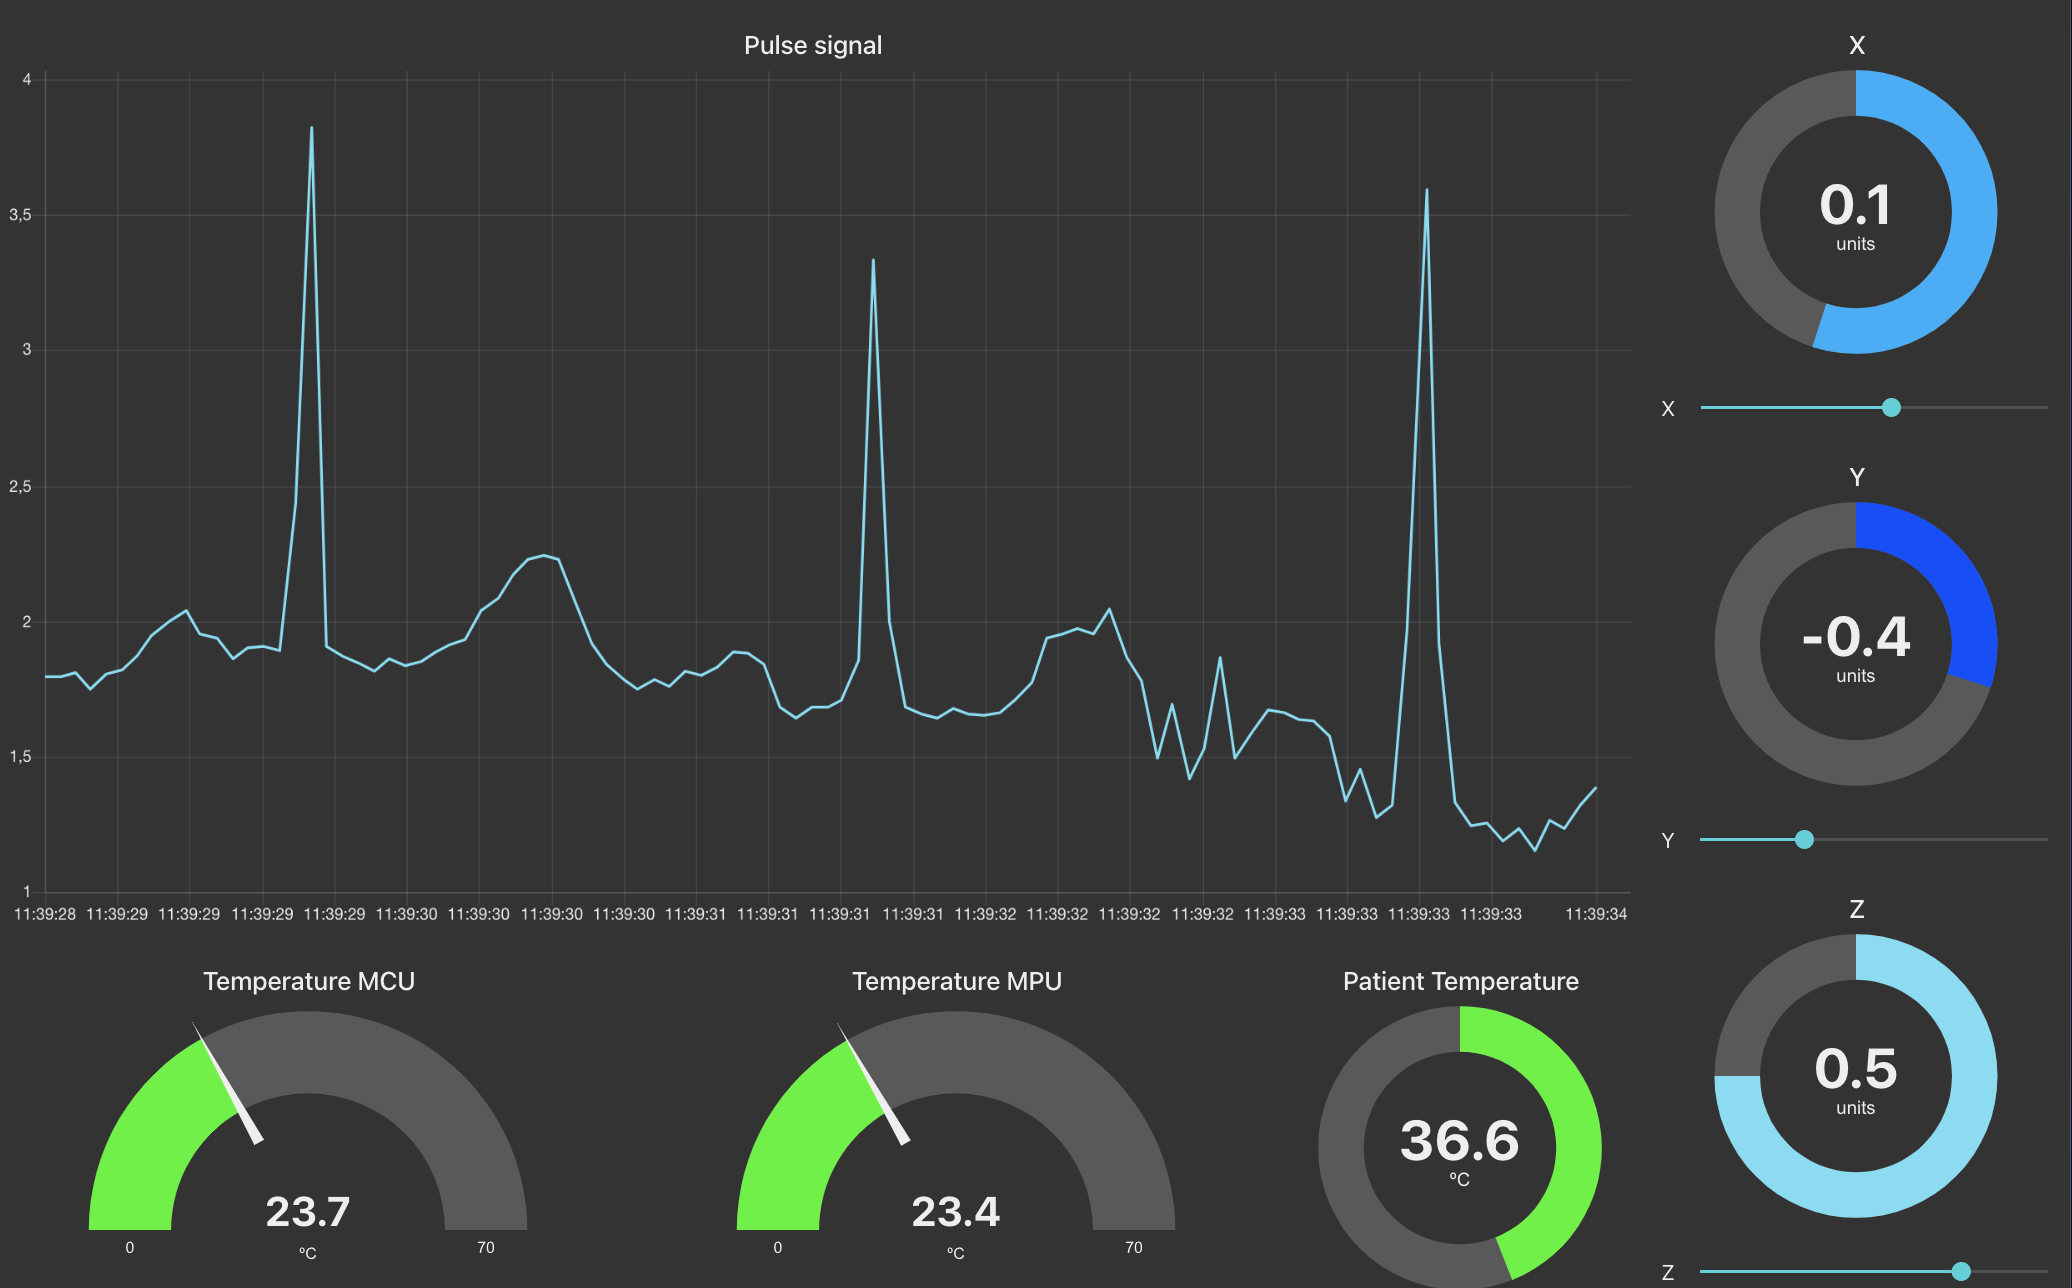 Pulse signal
4
3,5
3
2,5
2
1,5
1
11:39:28 11:39:29 11:39:29 11:39:29 11:39:29 11:39:30 11:39:30 11:39:30 11:39:30 11:39:31 11:39:31 11:39:31 11:39:31 11:39:32 11:39:32 11:39:32 11:39:32 11:39:33 11:39:33 11:39:33 11:39:33 11:39:34
X
0.1
units
X
Y
-0.4
units
Y
Z
0.5
units
Z
Temperature MCU
23.7
0 ºC 70
Temperature MPU
23.4
0 ºC 70
Patient Temperature
36.6
ºC